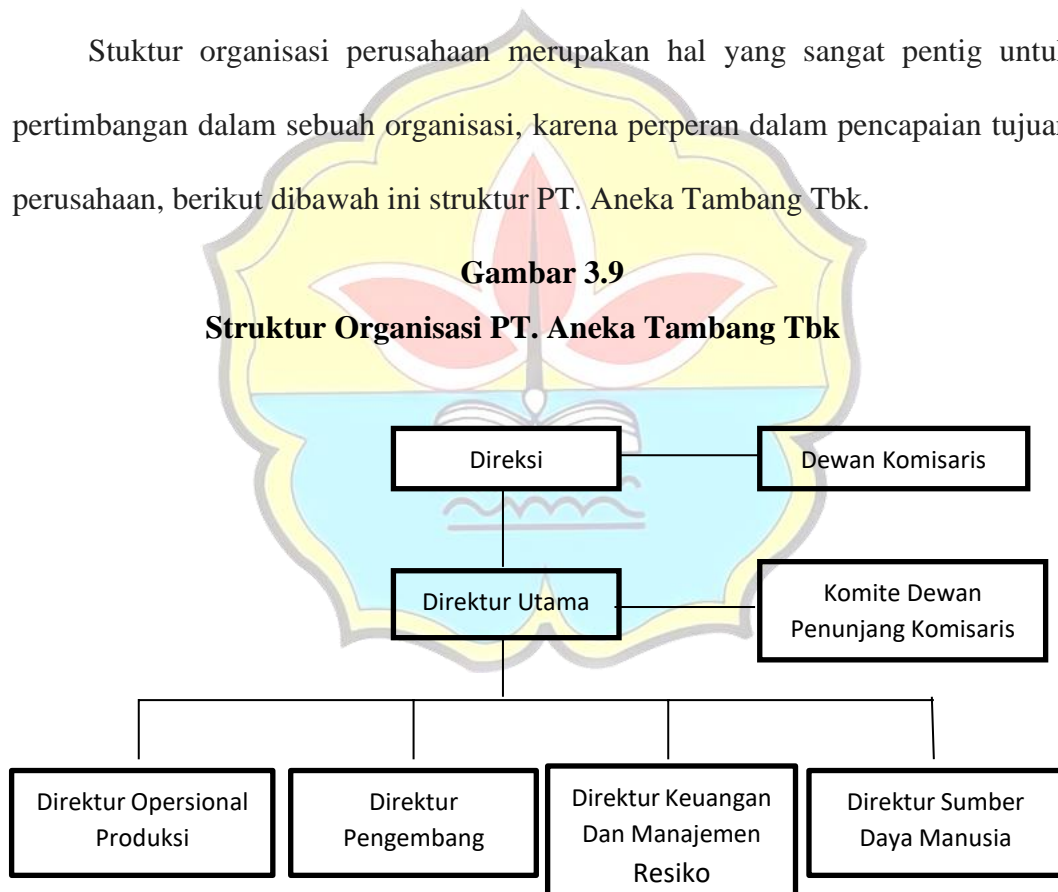 Stuktur organisasi perusahaan merupakan hal yang sangat pentig untuk
pertimbangan dalam sebuah organisasi, karena perperan dalam pencapaian tujuan
perusahaan, berikut dibawah ini struktur PT. Aneka Tambang Tbk.
Gambar 3.9
Struktur Organisasi PT. Aneka Tambang Tbk
Direksi
Dewan Komisaris
Direktur Utama
Komite Dewan
Penunjang Komisaris
Direktur Opersional
Produksi
Direktur
Pengembang
Direktur Keuangan
Dan Manajemen
Resiko
Direktur Sumber
Daya Manusia